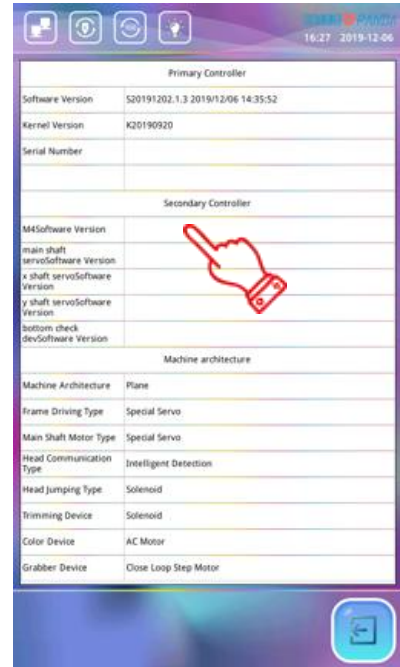 16:27 2019-12-06
Primary Controller
Software Version S20191202.1.3 2019/12/06 14:35:52
Kernel Version K20190920
Serial Number
Secondary Controller
M4Software Version
main shaft
servoSoftware Version
x shaft servoSoftware
Version
y shaft servoSoftware
Version
bottom check
devSoftware Version
Machine architecture
Machine Architecture Plane
Frame Driving Type Special Servo
Main Shaft Motor Type Special Servo
Head Communication
Type Intelligent Detection
Head Jumping Type Solenoid
Trimming Device Solenoid
Color Device AC Motor
Grabber Device Close Loop Step Motor